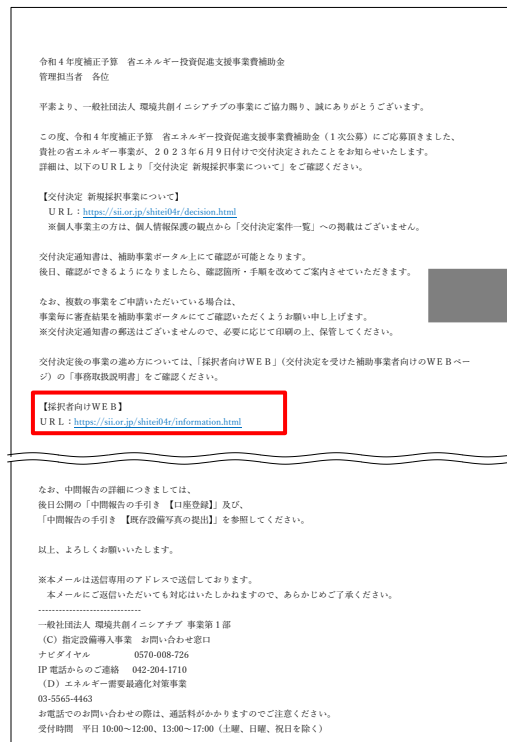 令和４年度補正予算　省エネルギー投資促進支援事業費補助金
管理担当者　各位
平素より、一般社団法人 環境共創イニシアチブの事業にご協力賜り、誠にありがとうございます。
この度、令和４年度補正予算　省エネルギー投資促進支援事業費補助金（１次公募）にご応募頂きました、
貴社の省エネルギー事業が、２０２３年６月９日付けで交付決定されたことをお知らせいたします。
詳細は、以下のＵＲＬより「交付決定 新規採択事業について」をご確認ください。
【交付決定 新規採択事業について】
ＵＲＬ：https://sii.or.jp/shitei04r/decision.html
※個人事業主の方は、個人情報保護の観点から「交付決定案件一覧」への掲載はございません。
交付決定通知書は、補助事業ポータル上にて確認が可能となります。
後日、確認ができるようになりましたら、確認箇所・手順を改めてご案内させていただきます。
なお、複数の事業をご申請いただいている場合は、
事業毎に審査結果を補助事業ポータルにてご確認いただくようお願い申し上げます。
※交付決定通知書の郵送はございませんので、必要に応じて印刷の上、保管してください。
交付決定後の事業の進め方については、「採択者向けＷＥＢ」（交付決定を受けた補助事業者向けのＷＥＢペー
ジ）の「事務取扱説明書」をご確認ください。
【採択者向けＷＥＢ】
ＵＲＬ：https://sii.or.jp/shitei04r/information.html
なお、中間報告の詳細につきましては、
後日公開の「中間報告の手引き　【口座登録】」及び、
「中間報告の手引き　【既存設備写真の提出】」を参照してください。
以上、よろしくお願いいたします。
※本メールは送信専用のアドレスで送信しております。
本メールにご返信いただいても対応はいたしかねますので、あらかじめご了承ください。
------------------------------
一般社団法人 環境共創イニシアチブ 事業第１部
（C）指定設備導入事業　お問い合わせ窓口
ナビダイヤル　　　0570-008-726
IP 電話からのご連絡　042-204-1710
（D）エネルギー需要最適化対策事業
03-5565-4463
お電話でのお問い合わせの際は、通話料がかかりますのでご注意ください。
受付時間　平日 10:00～12:00、13:00～17:00（土曜、日曜、祝日を除く）